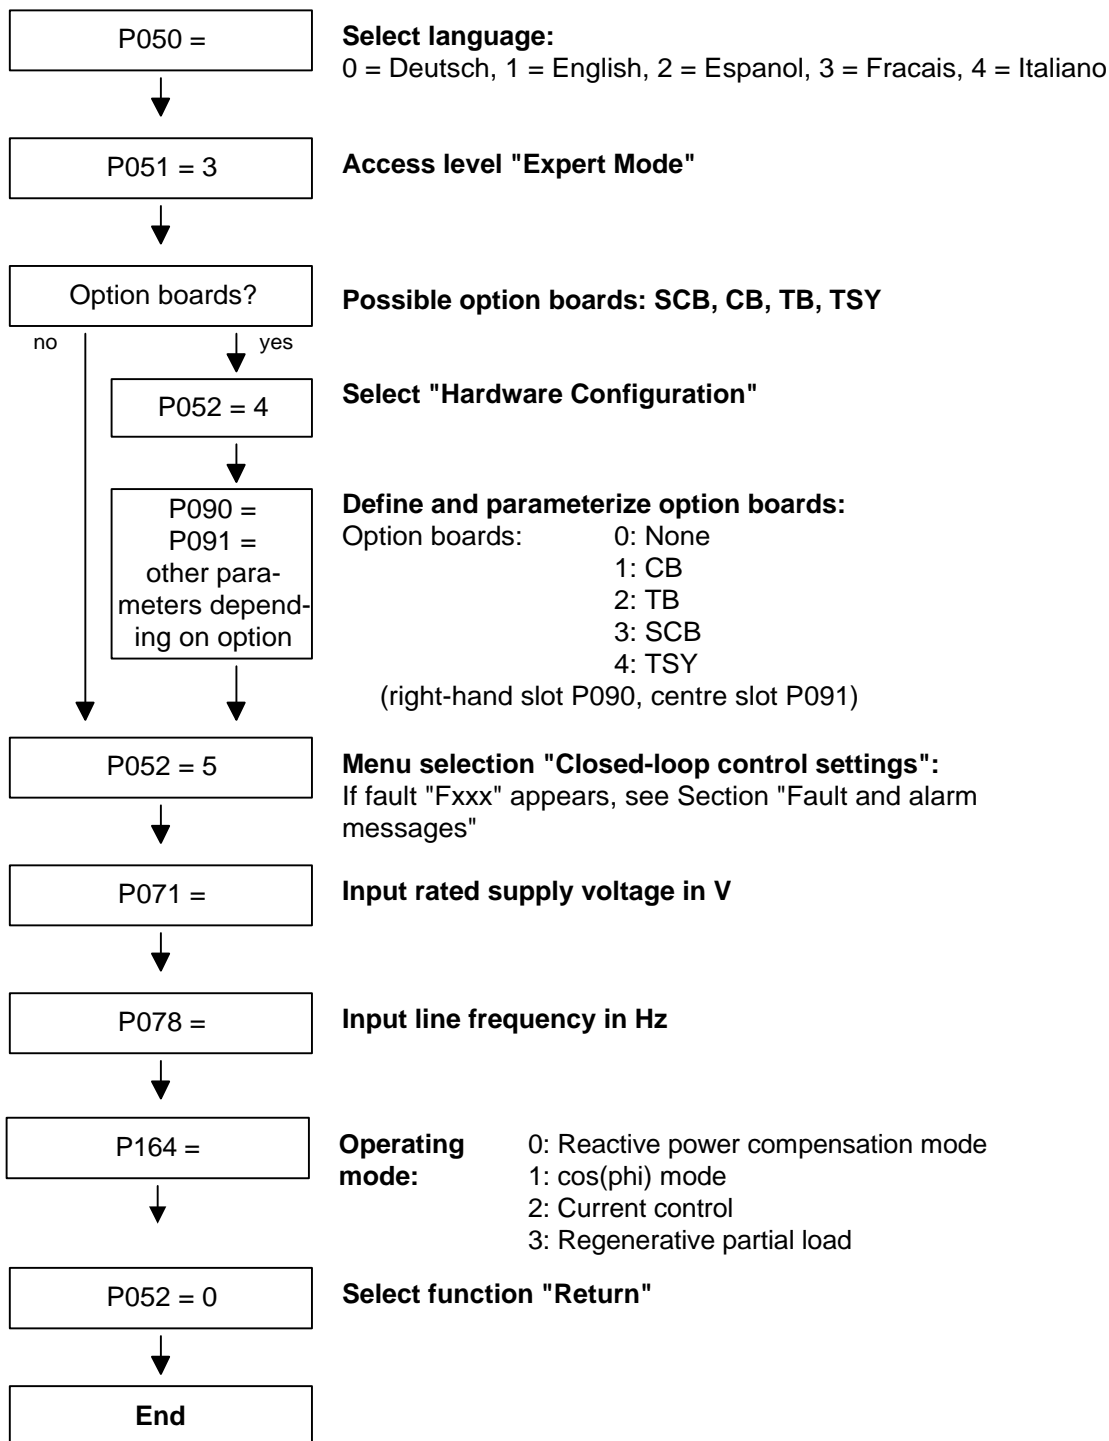 P050 =
Select language:
0 = Deutsch, 1 = English, 2 = Espanol, 3 = Fracais, 4 = Italiano
P051 = 3
Access level "Expert Mode"
Option boards?
Possible option boards: SCB, CB, TB, TSY
no
yes
P052 = 4
Select "Hardware Configuration"
P090 =
P091 =
other para-
meters depend-
ing on option
Define and parameterize option boards:
Option boards: 0: None
1: CB
2: TB
3: SCB
4: TSY
(right-hand slot P090, centre slot P091)
P052 = 5
Menu selection "Closed-loop control settings":
If fault "Fxxx" appears, see Section "Fault and alarm
messages"
P071 =
Input rated supply voltage in V
P078 =
Input line frequency in Hz
P164 =
Operating
mode:
0: Reactive power compensation mode
1: cos(phi) mode
2: Current control
3: Regenerative partial load
P052 = 0
Select function "Return"
End